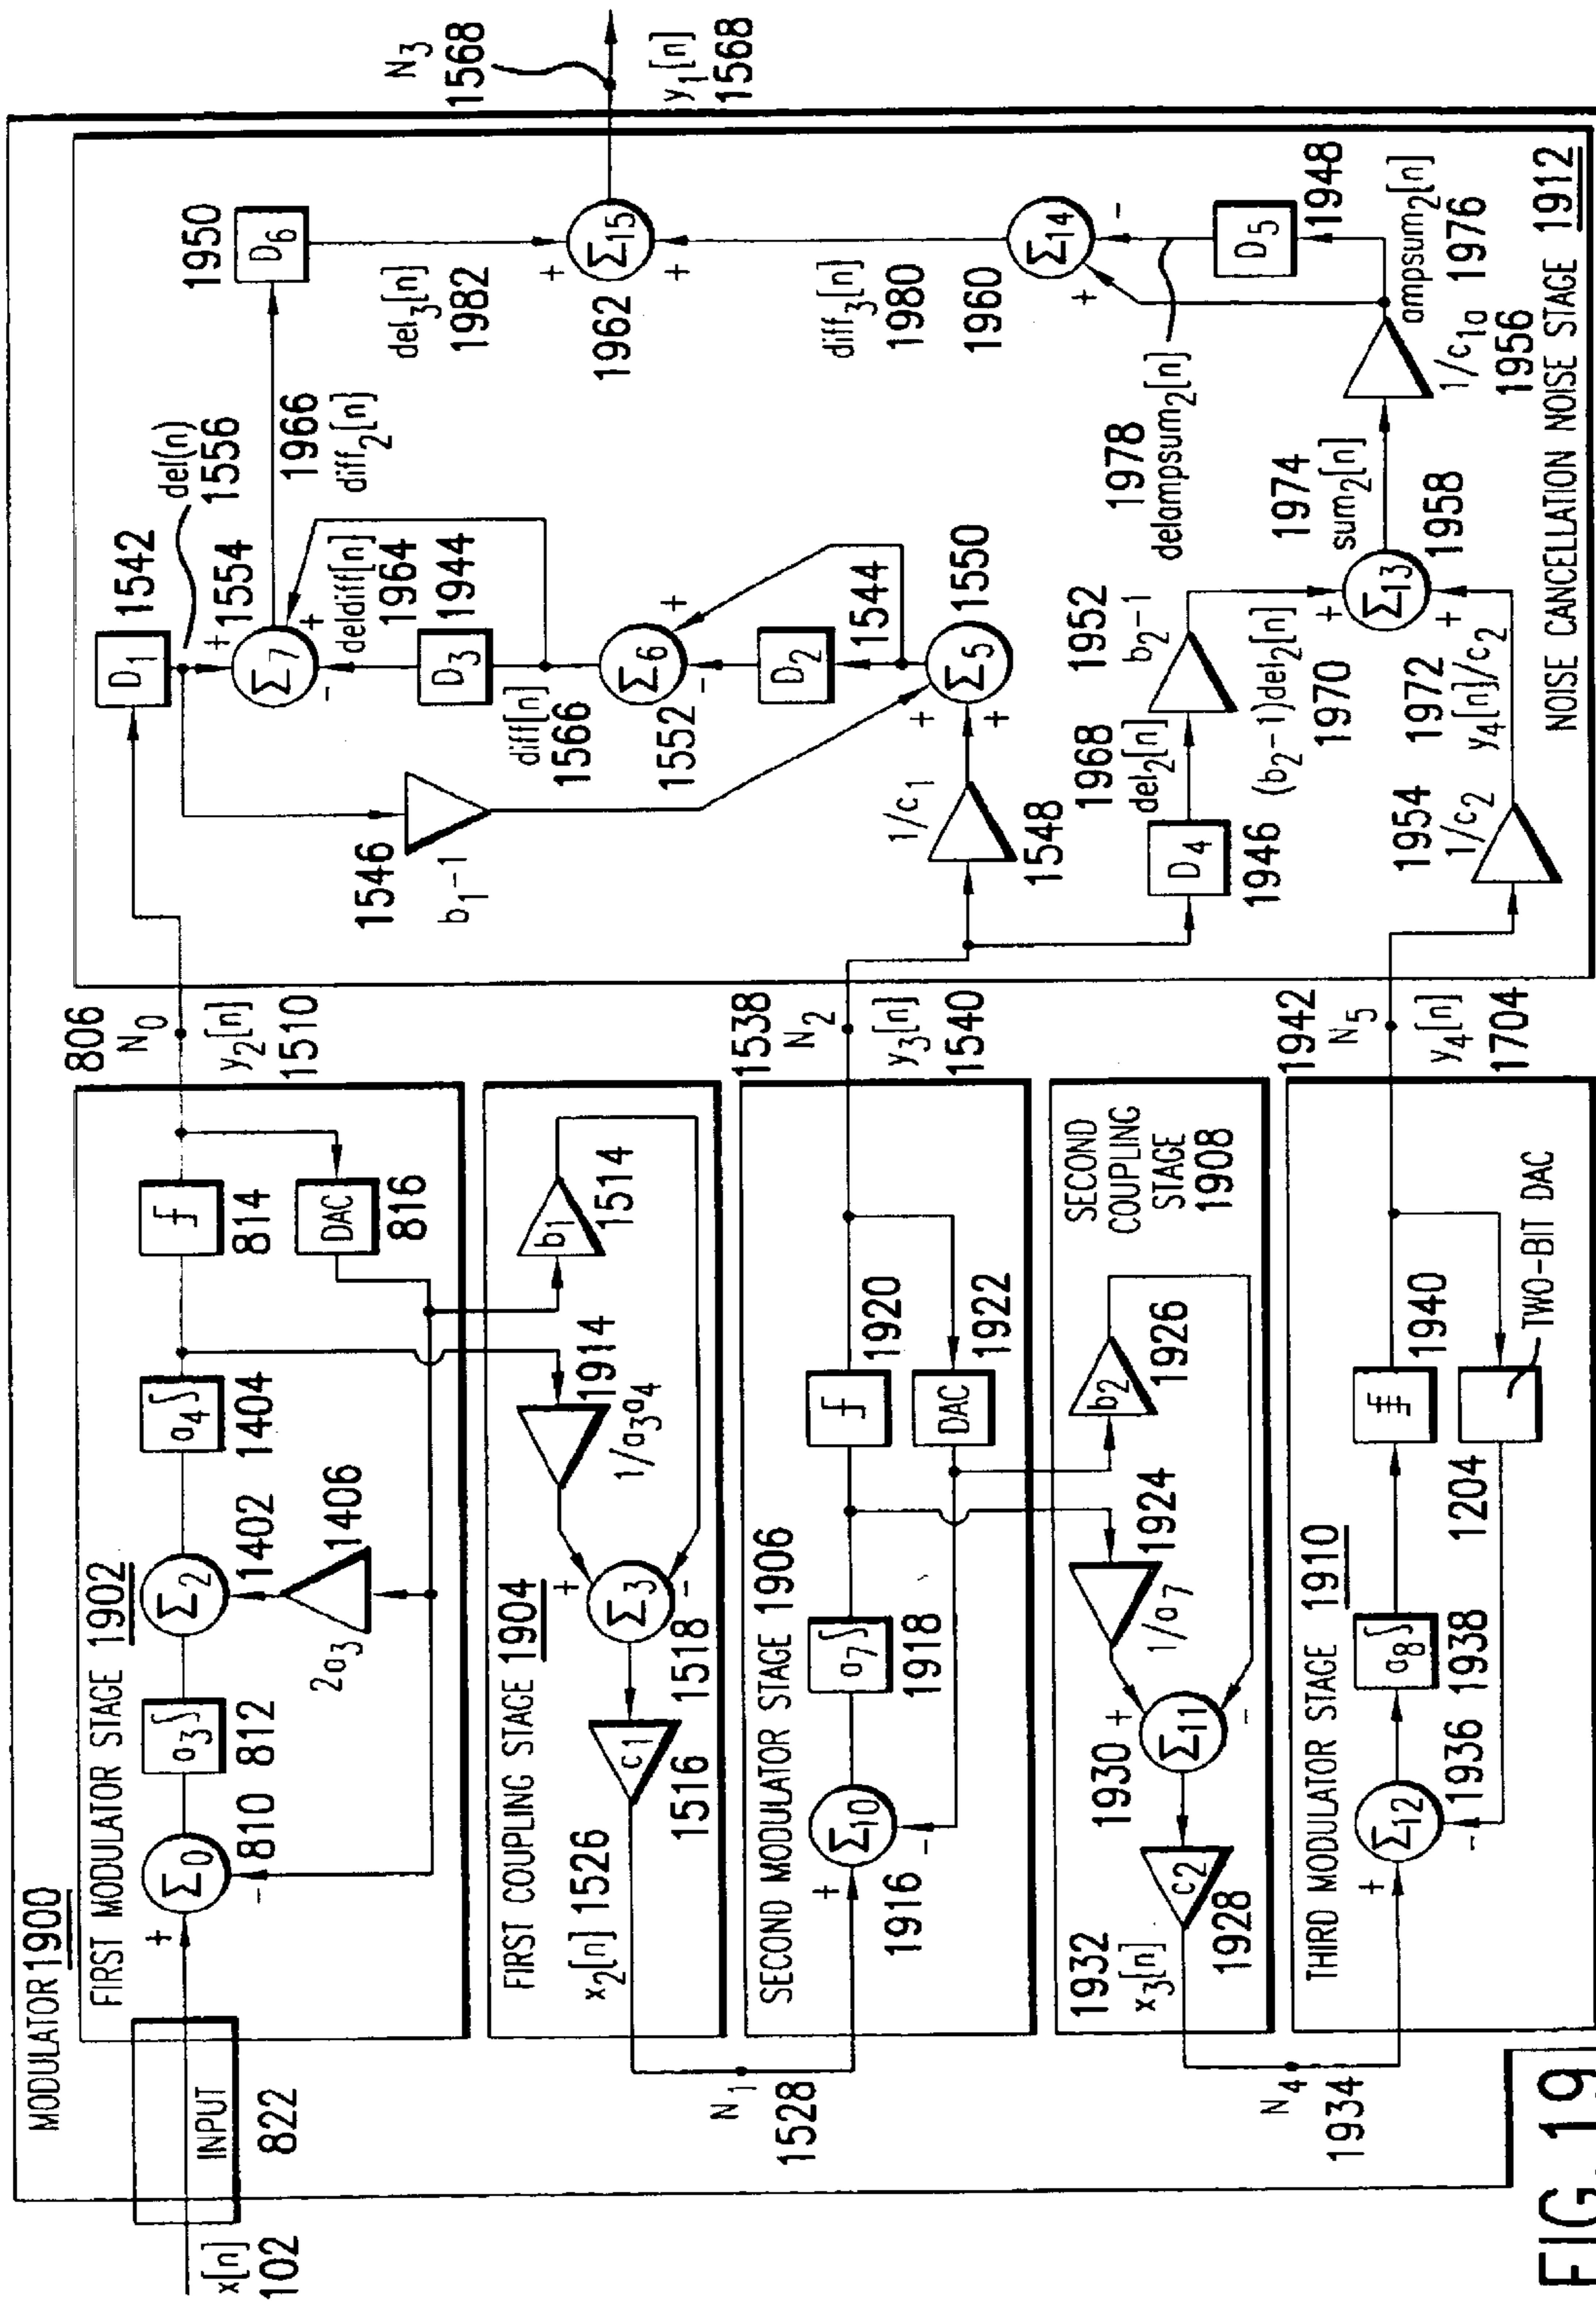 MODULATOR 1900
x[n]
102
INPUT
822
FIRST MODULATOR STAGE 1902
Σ0
+
-
810
a3∫
812
Σ2
1402
2a3
1406
a4∫
1404
814
DAC
816
806
N0
y2[n]
1510
FIRST COUPLING STAGE 1904
x2[n] 1526
c1
1516
Σ3
+
-
1518
1/a3a4
1914
b1
1514
N1
1528
SECOND MODULATOR STAGE 1906
Σ10
+
-
1916
a7∫
1918
1920
DAC
1922
1538
N2
y3[n]
1540
SECOND
COUPLING
STAGE
1908
1932
x3[n]
c2
1928
1930
Σ11
+
-
1/a7
1924
b2
1926
N4
1934
THIRD MODULATOR STAGE 1910
Σ12
+
-
1936
a8∫
1938
1940
1204
TWO-BIT DAC
1942
N5
y4[n]
1704
D1
1542
del(n)
1556
1546
b1-1
Σ7
+
+
-
1554
1966
diff2[n]
deldiff[n]
1964
D3
1944
diff[n]
1566
Σ6
+
-
1552
D2
1544
Σ5
+
+
1550
1/c1
1548
D6
1950
del3[n]
1982
Σ15
+
+
1962
N3
1568
y1[n]
1568
diff3[n]
1980
Σ14
+
-
1960
D5
1948
1978
delampsum2[n]
ampsum2[n]
1976
1/c1a
1956
D4
1946
1968
del2[n]
1952
b2-1
(b2-1)del2[n]
1970
1974
sum2[n]
Σ13
+
+
1958
1972
y4[n]/c2
1954
1/c2
NOISE CANCELLATION NOISE STAGE 1912
FIG. 19